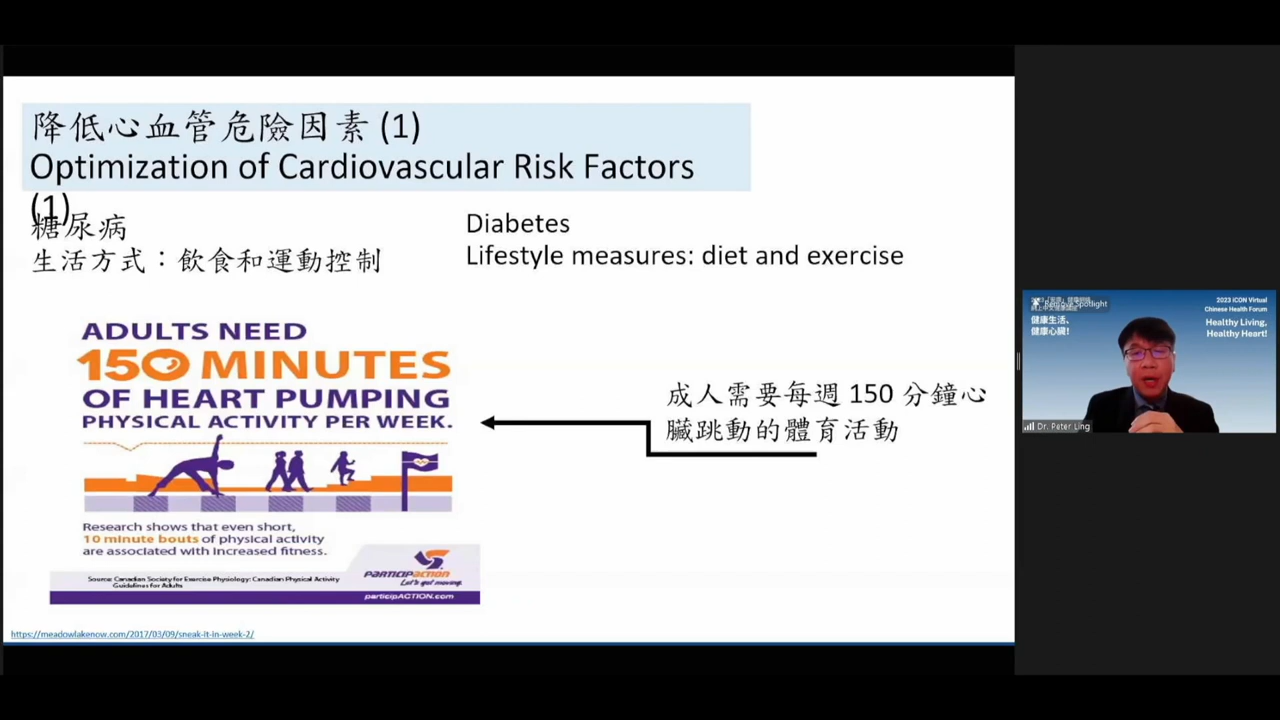 降低心血管危險因素 (1)
Optimization of Cardiovascular Risk Factors
(1)
糖尿病
生活方式：飲食和運動控制
Diabetes
Lifestyle measures: diet and exercise
ADULTS NEED
150 MINUTES
OF HEART PUMPING
PHYSICAL ACTIVITY PER WEEK.
Research shows that even short,
10 minute bouts of physical activity
are associated with increased fitness.
Source: Canadian Society for Exercise Physiology: Canadian Physical Activity
Guidelines for Adults
PARTICIPACTION
Let's get moving.
participACTION.com
成人需要每週 150 分鐘心
臟跳動的體育活動
https://meadowlakenow.com/2017/03/09/sneak-it-in-week-2/
Remove Spotlight
健康生活、
健康心臟！
2023 iCON Virtual
Chinese Health Forum
Healthy Living,
Healthy Heart!
Dr. Peter Ling